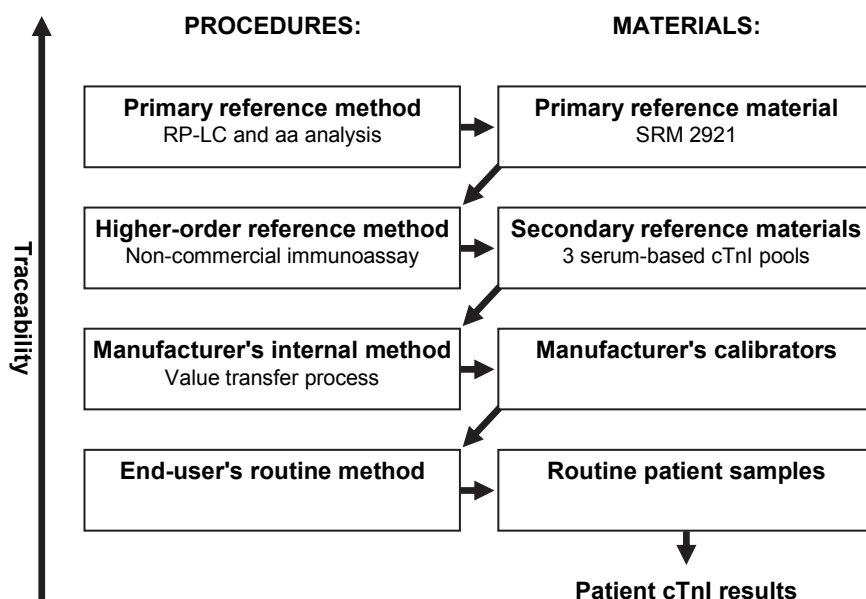 PROCEDURES:
MATERIALS:
Traceability
Primary reference method
RP-LC and aa analysis
Primary reference material
SRM 2921
Higher-order reference method
Non-commercial immunoassay
Secondary reference materials
3 serum-based cTnI pools
Manufacturer's internal method
Value transfer process
Manufacturer's calibrators
End-user's routine method
Routine patient samples
Patient cTnI results